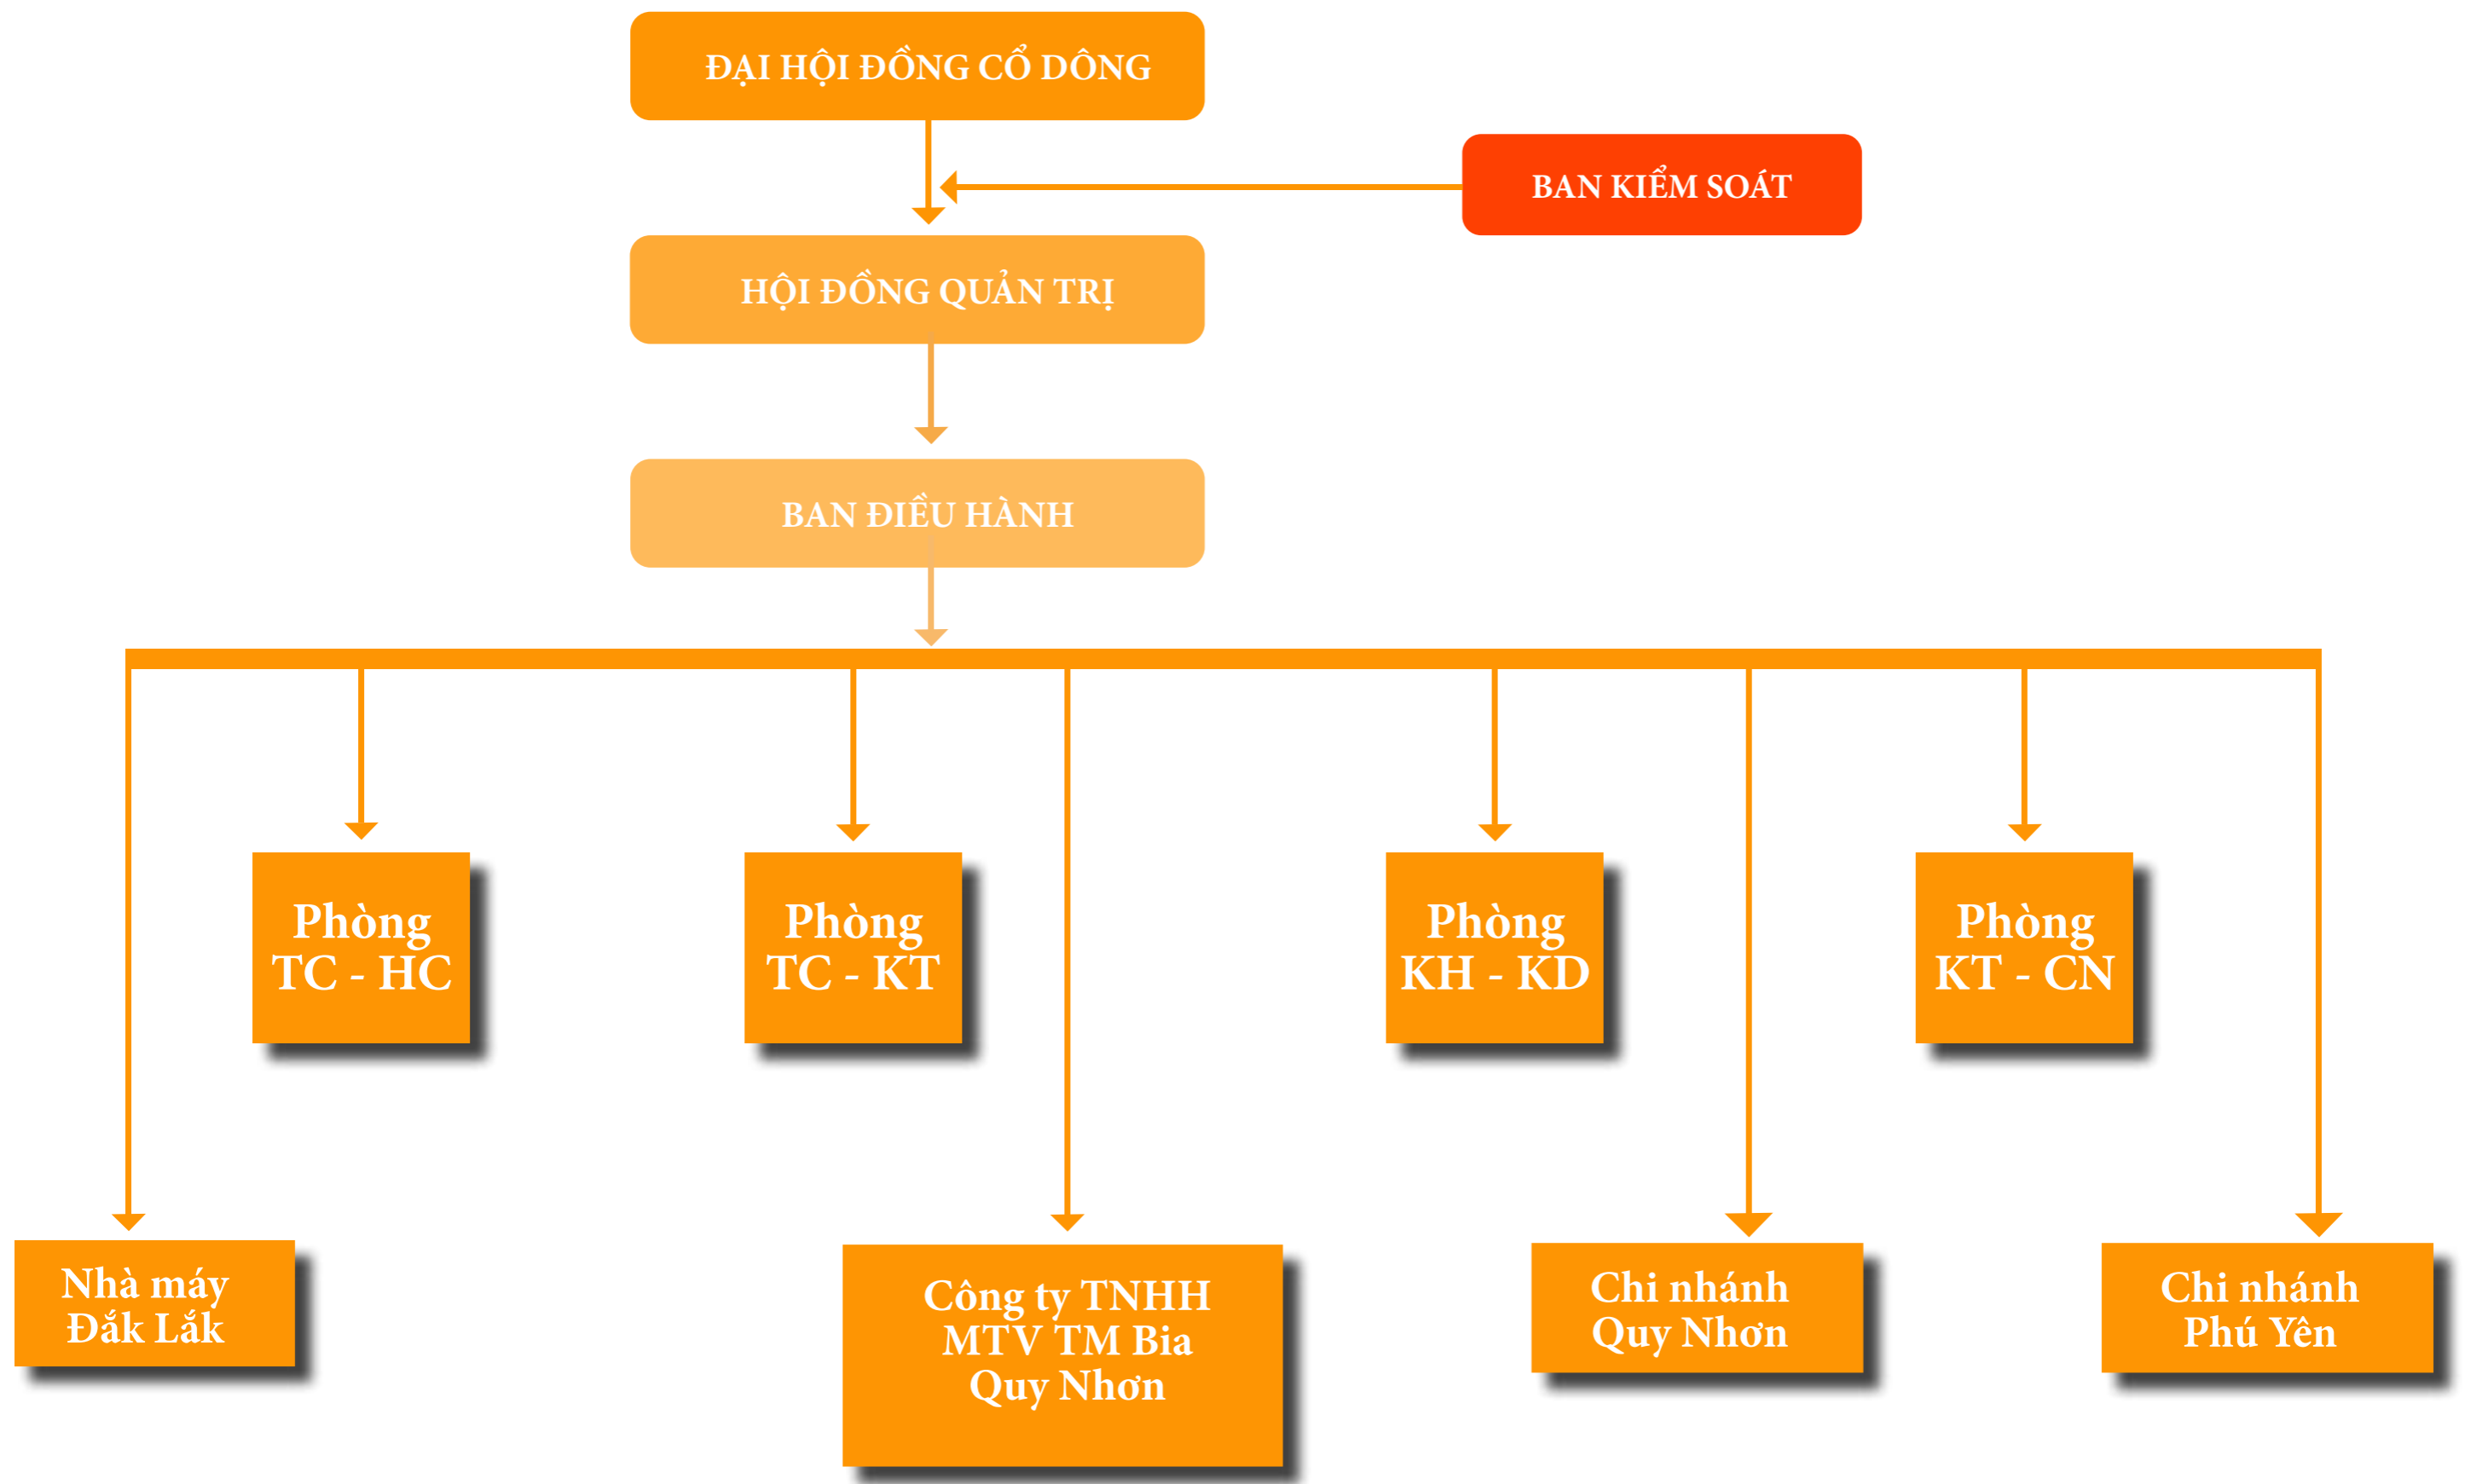 ĐẠI HỘI ĐỒNG CỔ DÔNG
BAN KIỂM SOÁT
HỘI ĐỒNG QUẢN TRỊ
BAN ĐIỀU HÀNH
Phòng
TC - HC
Phòng
TC - KT
Phòng
KH - KD
Phòng
KT - CN
Nhà máy
Đắk Lắk
Công ty TNHH
MTV TM Bia
Quy Nhơn
Chi nhánh
Quy Nhơn
Chi nhánh
Phú Yên